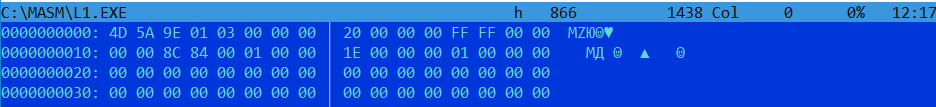 C:\MASM\L1.EXE h 866 1438 Col 0 0% 12:17
0000000000: 4D 5A 9E 01 03 00 00 00 │ 20 00 00 00 FF FF 00 00 MZЮ☺♥
0000000010: 00 00 8C 84 00 01 00 00 │ 1E 00 00 00 01 00 00 00 МД ☺ ▲ ☺
0000000020: 00 00 00 00 00 00 00 00 │ 00 00 00 00 00 00 00 00
0000000030: 00 00 00 00 00 00 00 00 │ 00 00 00 00 00 00 00 00